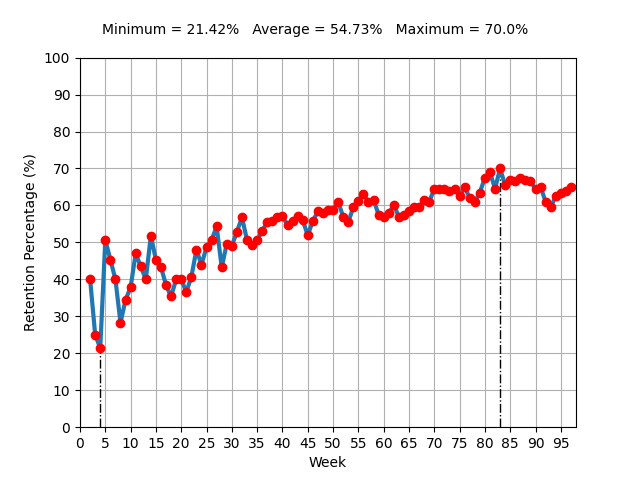 Minimum = 21.42%   Average = 54.73%   Maximum = 70.0%
100
90
80
70
60
50
40
30
20
10
0
Retention Percentage (%)
0 5 10 15 20 25 30 35 40 45 50 55 60 65 70 75 80 85 90 95
Week